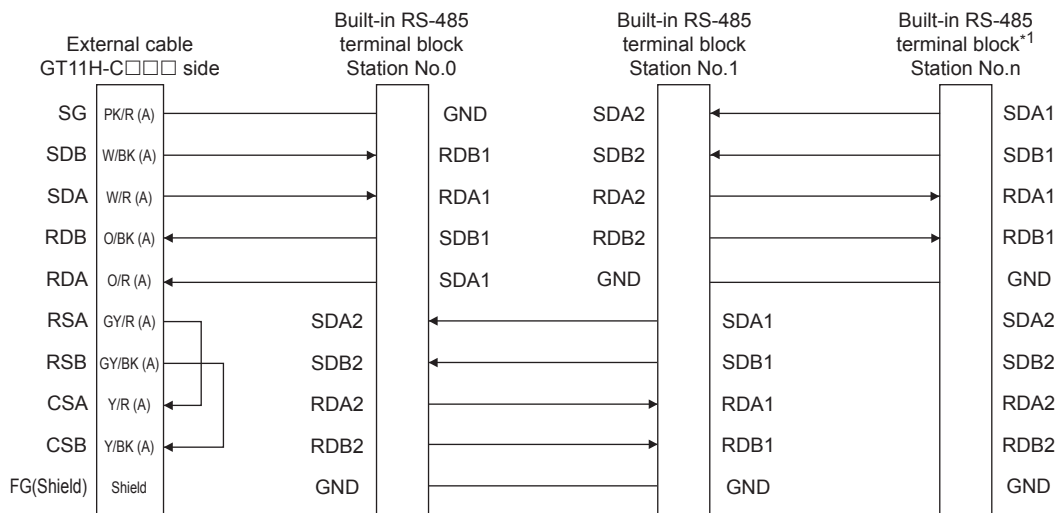 External cable
GT11H-C□□□ side
Built-in RS-485
terminal block
Station No.0
Built-in RS-485
terminal block
Station No.1
Built-in RS-485
terminal block*1
Station No.n
SG PK/R (A) GND SDA2 SDA1
SDB W/BK (A) RDB1 SDB2 SDB1
SDA W/R (A) RDA1 RDA2 RDA1
RDB O/BK (A) SDB1 RDB2 RDB1
RDA O/R (A) SDA1 GND GND
RSA GY/R (A) SDA2 SDA1 SDA2
RSB GY/BK (A) SDB2 SDB1 SDB2
CSA Y/R (A) RDA2 RDA1 RDA2
CSB Y/BK (A) RDB2 RDB1 RDB2
FG(Shield) Shield GND GND GND